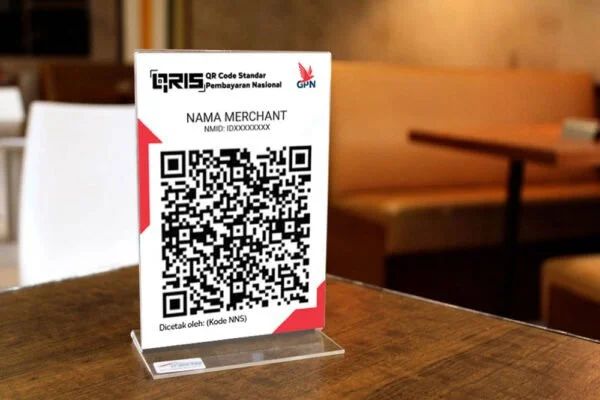 QRIS QR Code Standar
Pembayaran Nasional
GPN
NAMA MERCHANT
NMID: IDXXXXXXXX
Dicetak oleh: (Kode NNS)